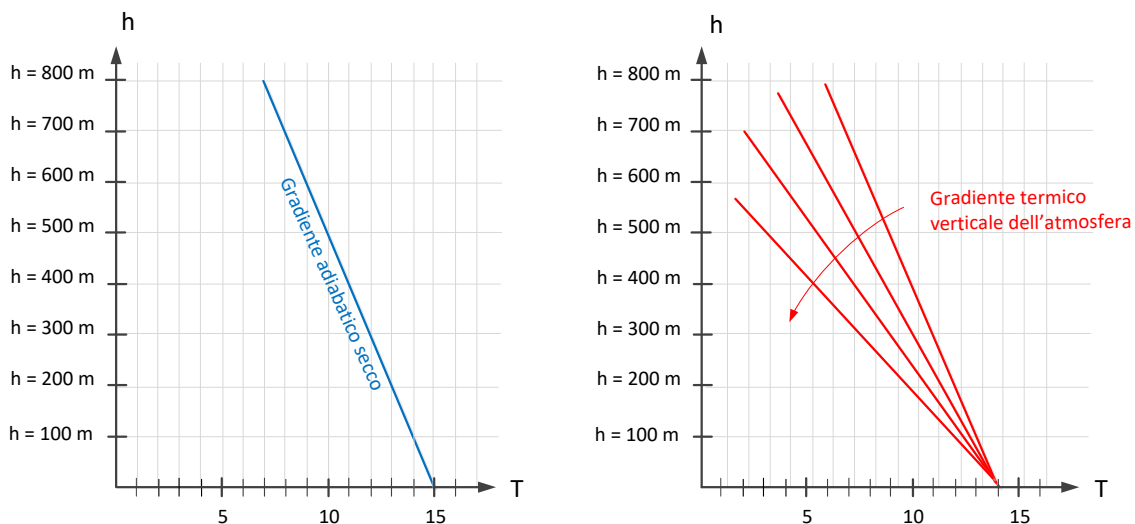 h
h = 800 m
h = 700 m
h = 600 m
h = 500 m
h = 400 m
h = 300 m
h = 200 m
h = 100 m
Gradiente adiabatico secco
T
5
10
15
h
h = 800 m
h = 700 m
h = 600 m
h = 500 m
h = 400 m
h = 300 m
h = 200 m
h = 100 m
Gradiente termico
verticale dell'atmosfera
T
5
10
15